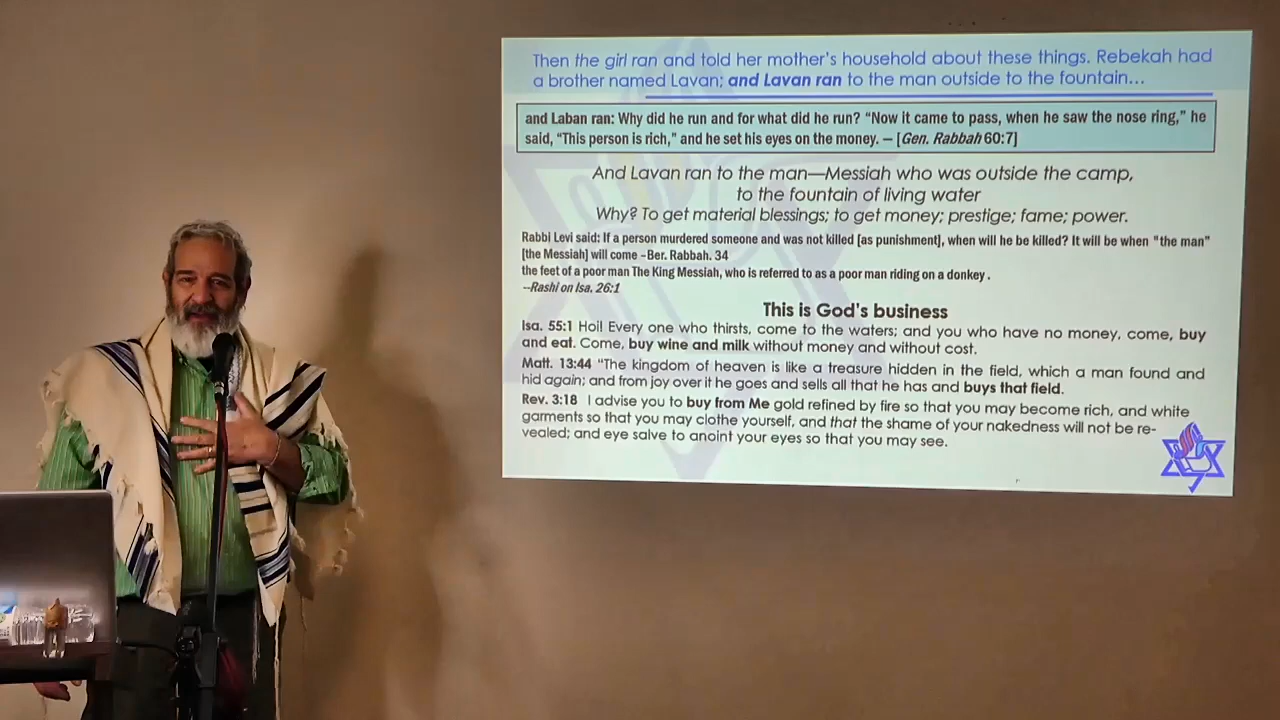 Then the girl ran and told her mother's household about these things. Rebekah had
a brother named Lavan; and Lavan ran to the man outside to the fountain…
and Laban ran: Why did he run and for what did he run? "Now it came to pass, when he saw the nose ring," he
said, "This person is rich," and he set his eyes on the money. — [Gen. Rabbah 60:7]
And Lavan ran to the man—Messiah who was outside the camp,
to the fountain of living water
Why? To get material blessings; to get money; prestige; fame; power.
Rabbi Levi said: If a person murdered someone and was not killed [as punishment], when will he be killed? It will be when "the man"
[the Messiah] will come –Ber. Rabbah. 34
the feet of a poor man The King Messiah, who is referred to as a poor man riding on a donkey .
--Rashi on Isa. 26:1
This is God's business
Isa. 55:1 Hoi! Every one who thirsts, come to the waters; and you who have no money, come, buy
and eat. Come, buy wine and milk without money and without cost.
Matt. 13:44 "The kingdom of heaven is like a treasure hidden in the field, which a man found and
hid again; and from joy over it he goes and sells all that he has and buys that field.
Rev. 3:18 I advise you to buy from Me gold refined by fire so that you may become rich, and white
garments so that you may clothe yourself, and that the shame of your nakedness will not be re-
vealed; and eye salve to anoint your eyes so that you may see.